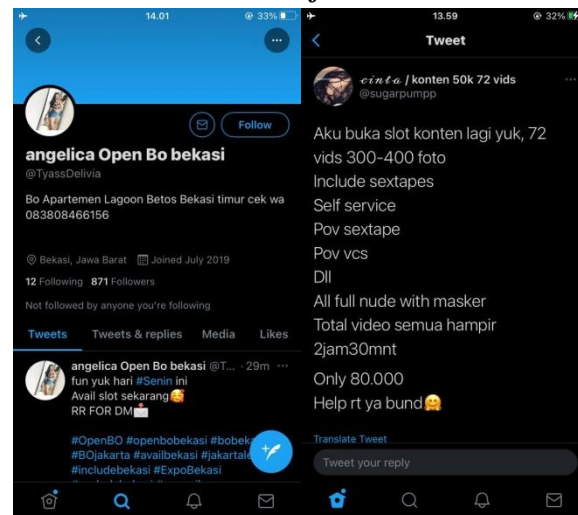 14.01
33%
angelica Open Bo bekasi
@TyassDelivia
Follow
Bo Apartemen Lagoon Betos Bekasi timur cek wa
083808466156
Bekasi, Jawa Barat Joined July 2019
12 Following 871 Followers
Not followed by anyone you're following
Tweets Tweets & replies Media Likes
angelica Open Bo bekasi @T... · 29m
fun yuk hari #Senin ini
Avail slot sekarang🥰
RR FOR DM📩
#OpenBO #openbobekasi
#BOjakarta #availbekasi
#includebekasi #ExpoBekasi
13.59
32%
Tweet
cinta / konten 50k 72 vids
@sugarpumpp
Aku buka slot konten lagi yuk, 72
vids 300-400 foto
Include sextapes
Self service
Pov sextape
Pov vcs
Dll
All full nude with masker
Total video semua hampir
2jam30mnt
Only 80.000
Help rt ya bund🤗
Translate Tweet
Tweet your reply